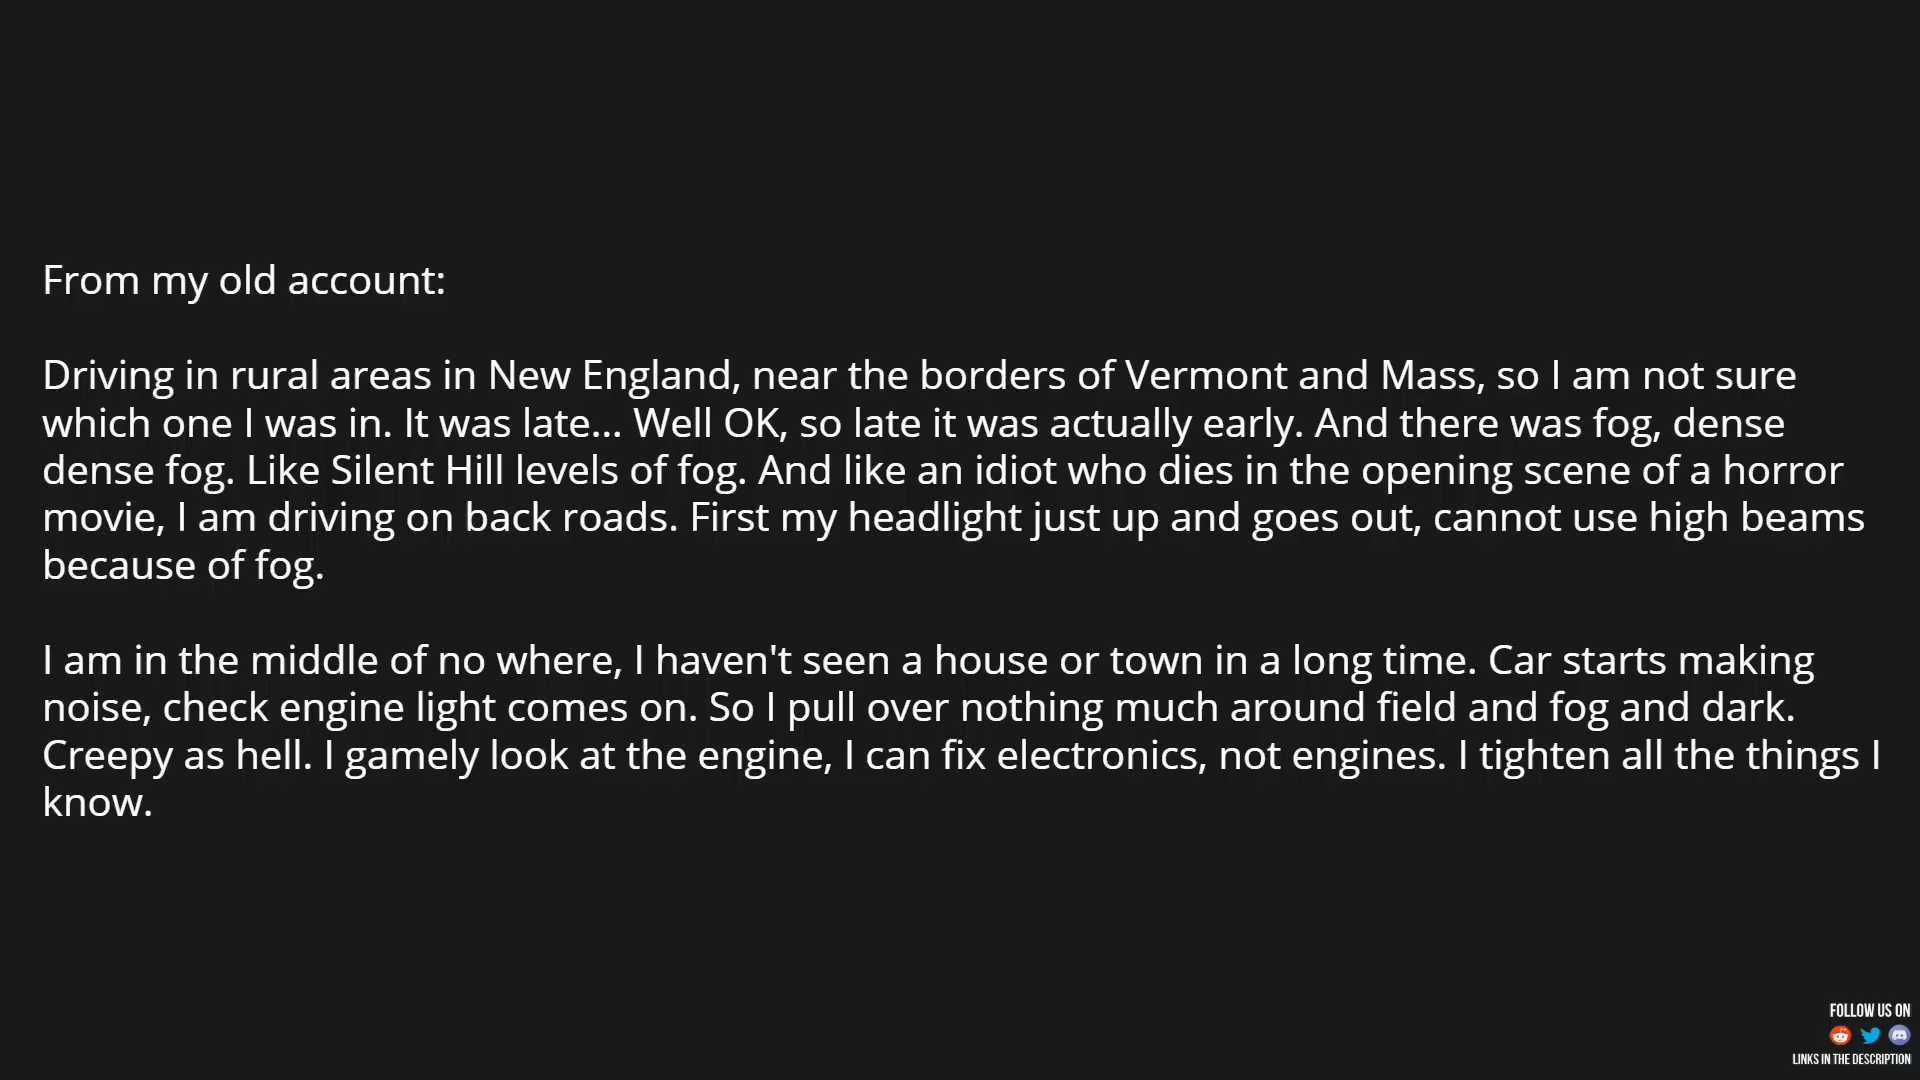 From my old account:
Driving in rural areas in New England, near the borders of Vermont and Mass, so I am not sure
which one I was in. It was late... Well OK, so late it was actually early. And there was fog, dense
dense fog. Like Silent Hill levels of fog. And like an idiot who dies in the opening scene of a horror
movie, I am driving on back roads. First my headlight just up and goes out, cannot use high beams
because of fog.
I am in the middle of no where, I haven't seen a house or town in a long time. Car starts making
noise, check engine light comes on. So I pull over nothing much around field and fog and dark.
Creepy as hell. I gamely look at the engine, I can fix electronics, not engines. I tighten all the things I
know.
FOLLOW US ON
LINKS IN THE DESCRIPTION